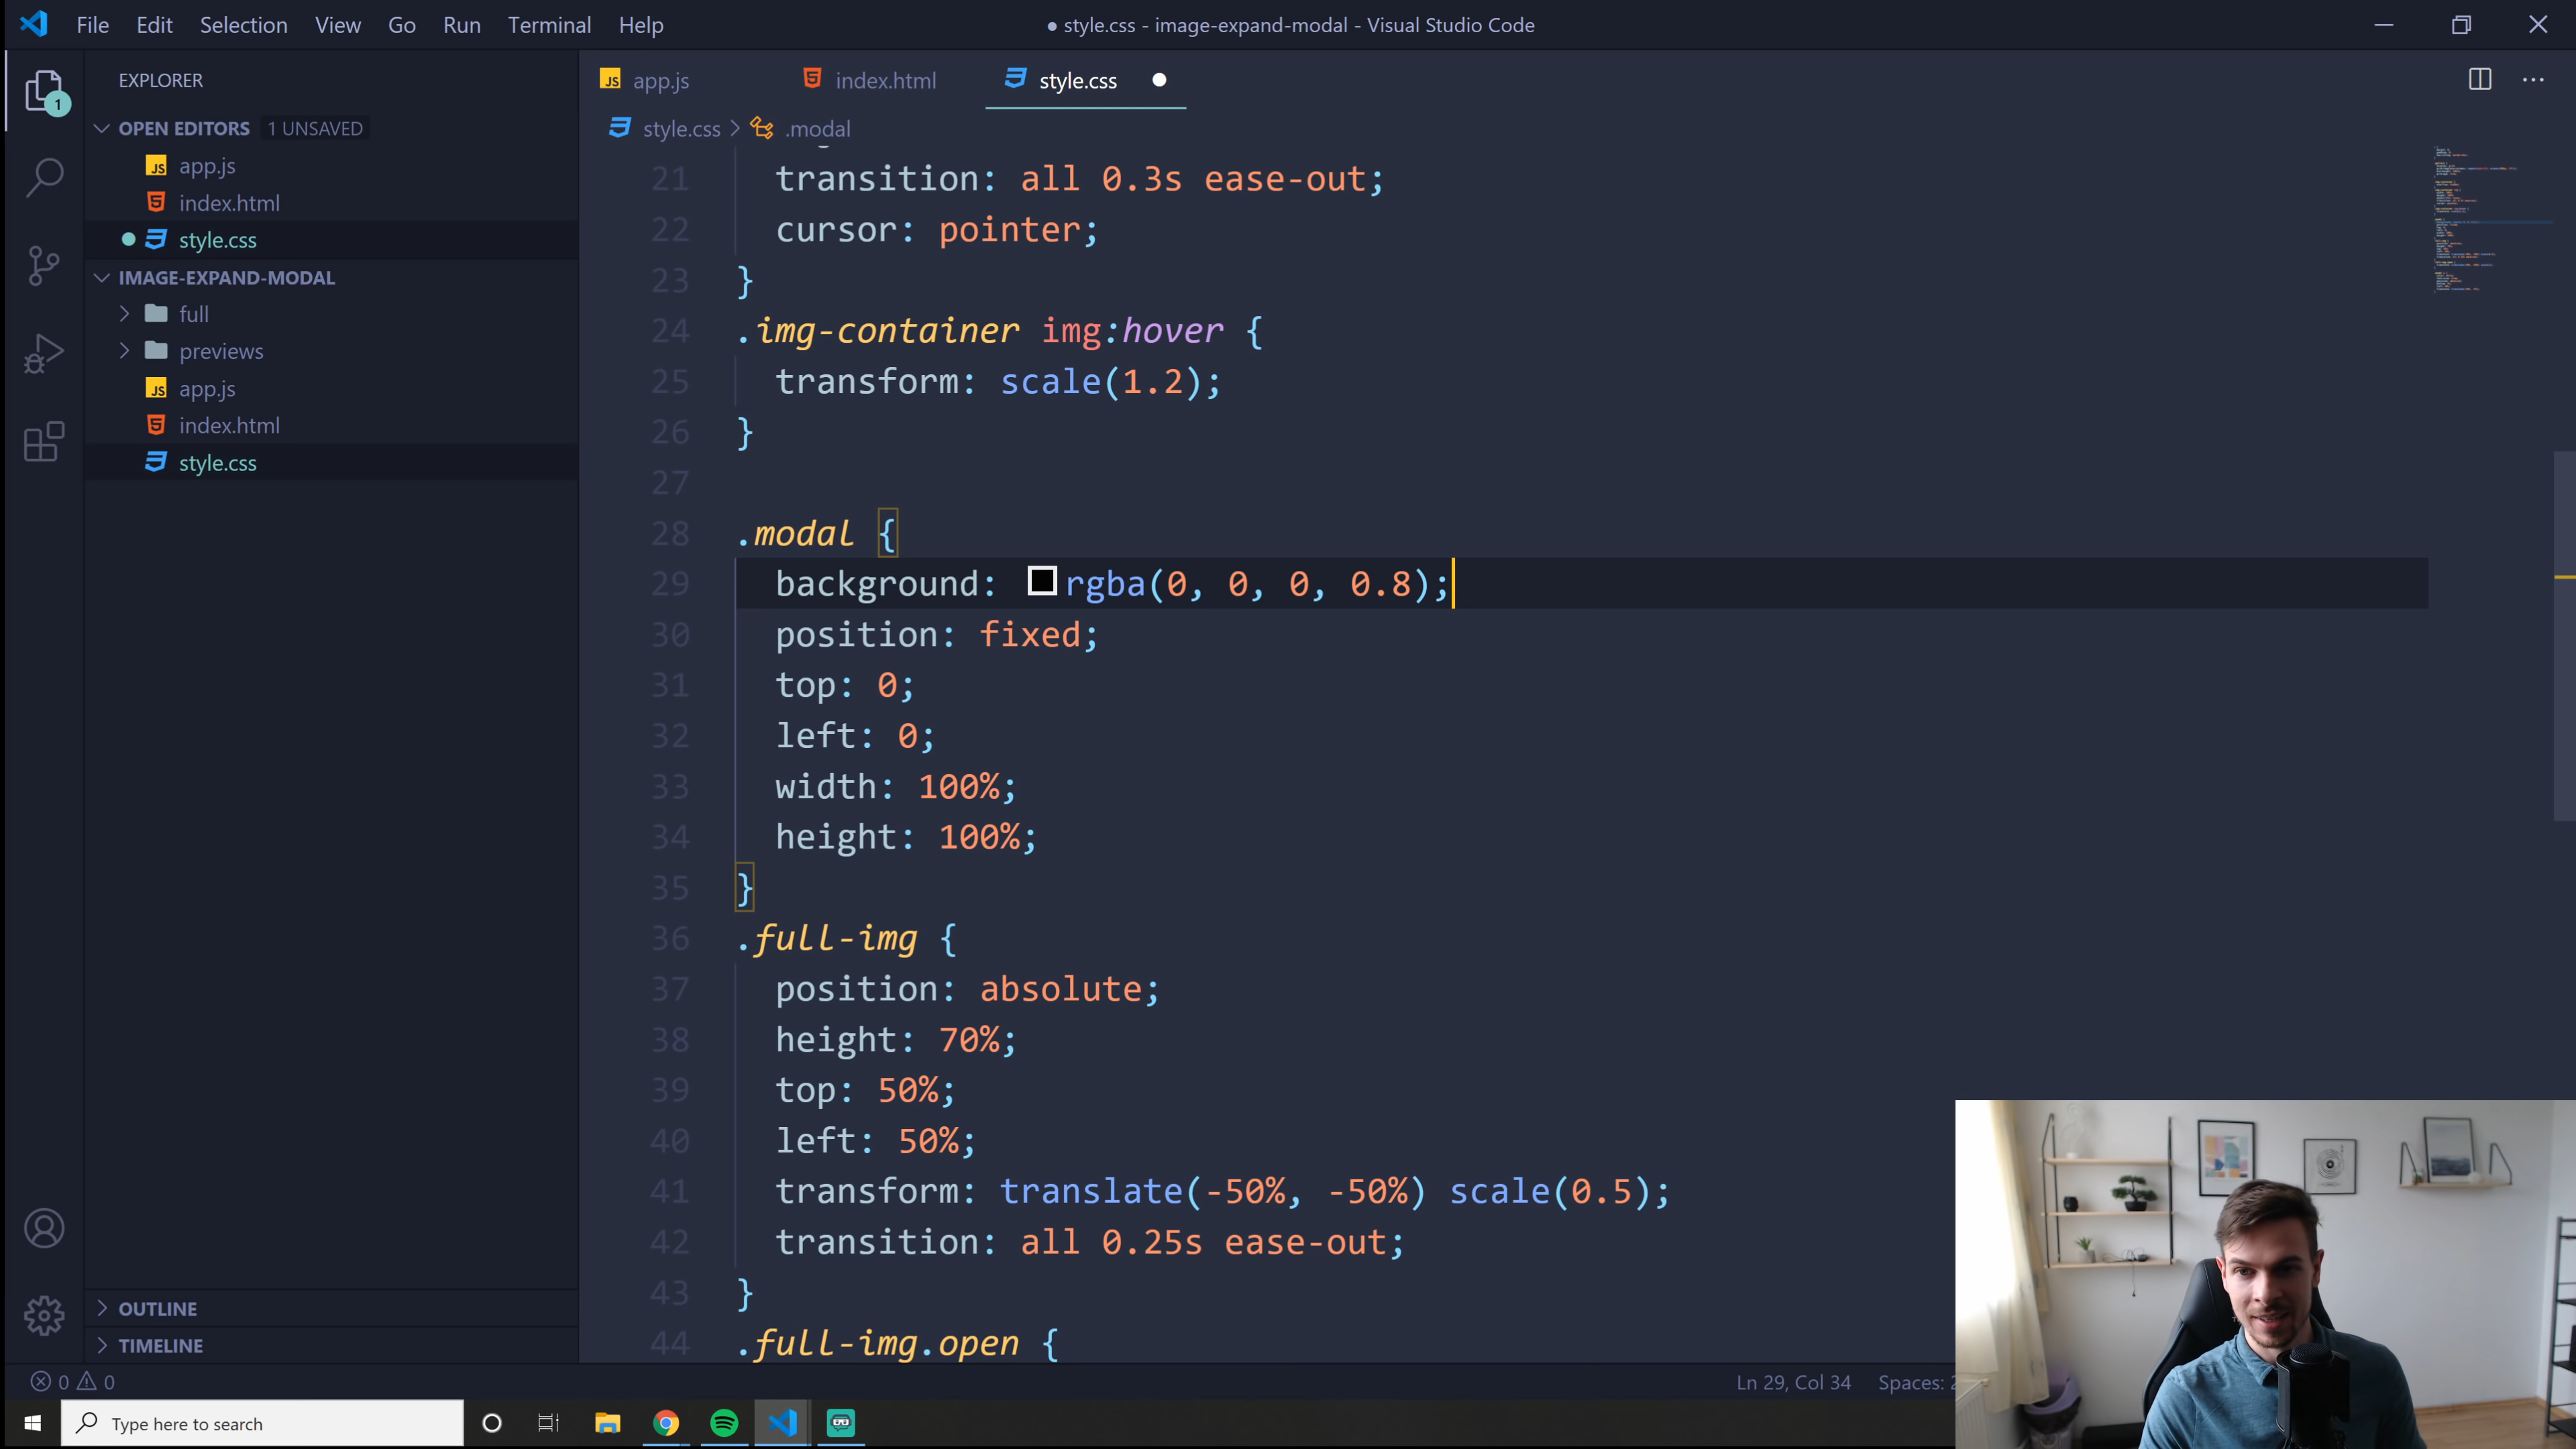 File Edit Selection View Go Run Terminal Help
● style.css - image-expand-modal - Visual Studio Code
EXPLORER
OPEN EDITORS 1 UNSAVED
JS app.js
index.html
style.css
IMAGE-EXPAND-MODAL
full
previews
JS app.js
index.html
style.css
OUTLINE
TIMELINE
1
JS app.js index.html style.css
style.css > .modal
21 transition: all 0.3s ease-out;
22 cursor: pointer;
23 }
24 .img-container img:hover {
25 transform: scale(1.2);
26 }
27
28 .modal {
29 background: rgba(0, 0, 0, 0.8);
30 position: fixed;
31 top: 0;
32 left: 0;
33 width: 100%;
34 height: 100%;
35 }
36 .full-img {
37 position: absolute;
38 height: 70%;
39 top: 50%;
40 left: 50%;
41 transform: translate(-50%, -50%) scale(0.5);
42 transition: all 0.25s ease-out;
43 }
44 .full-img.open {
0 0
Ln 29, Col 34 Spaces:
Type here to search